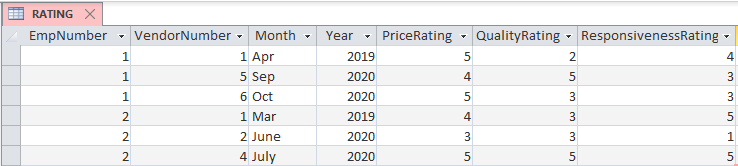 RATING
EmpNumber VendorNumber Month Year PriceRating QualityRating ResponsivenessRating
1 1 Apr 2019 5 2 4
1 5 Sep 2020 4 5 3
1 6 Oct 2020 5 3 3
2 1 Mar 2019 4 3 5
2 2 June 2020 3 3 1
2 4 July 2020 5 5 5